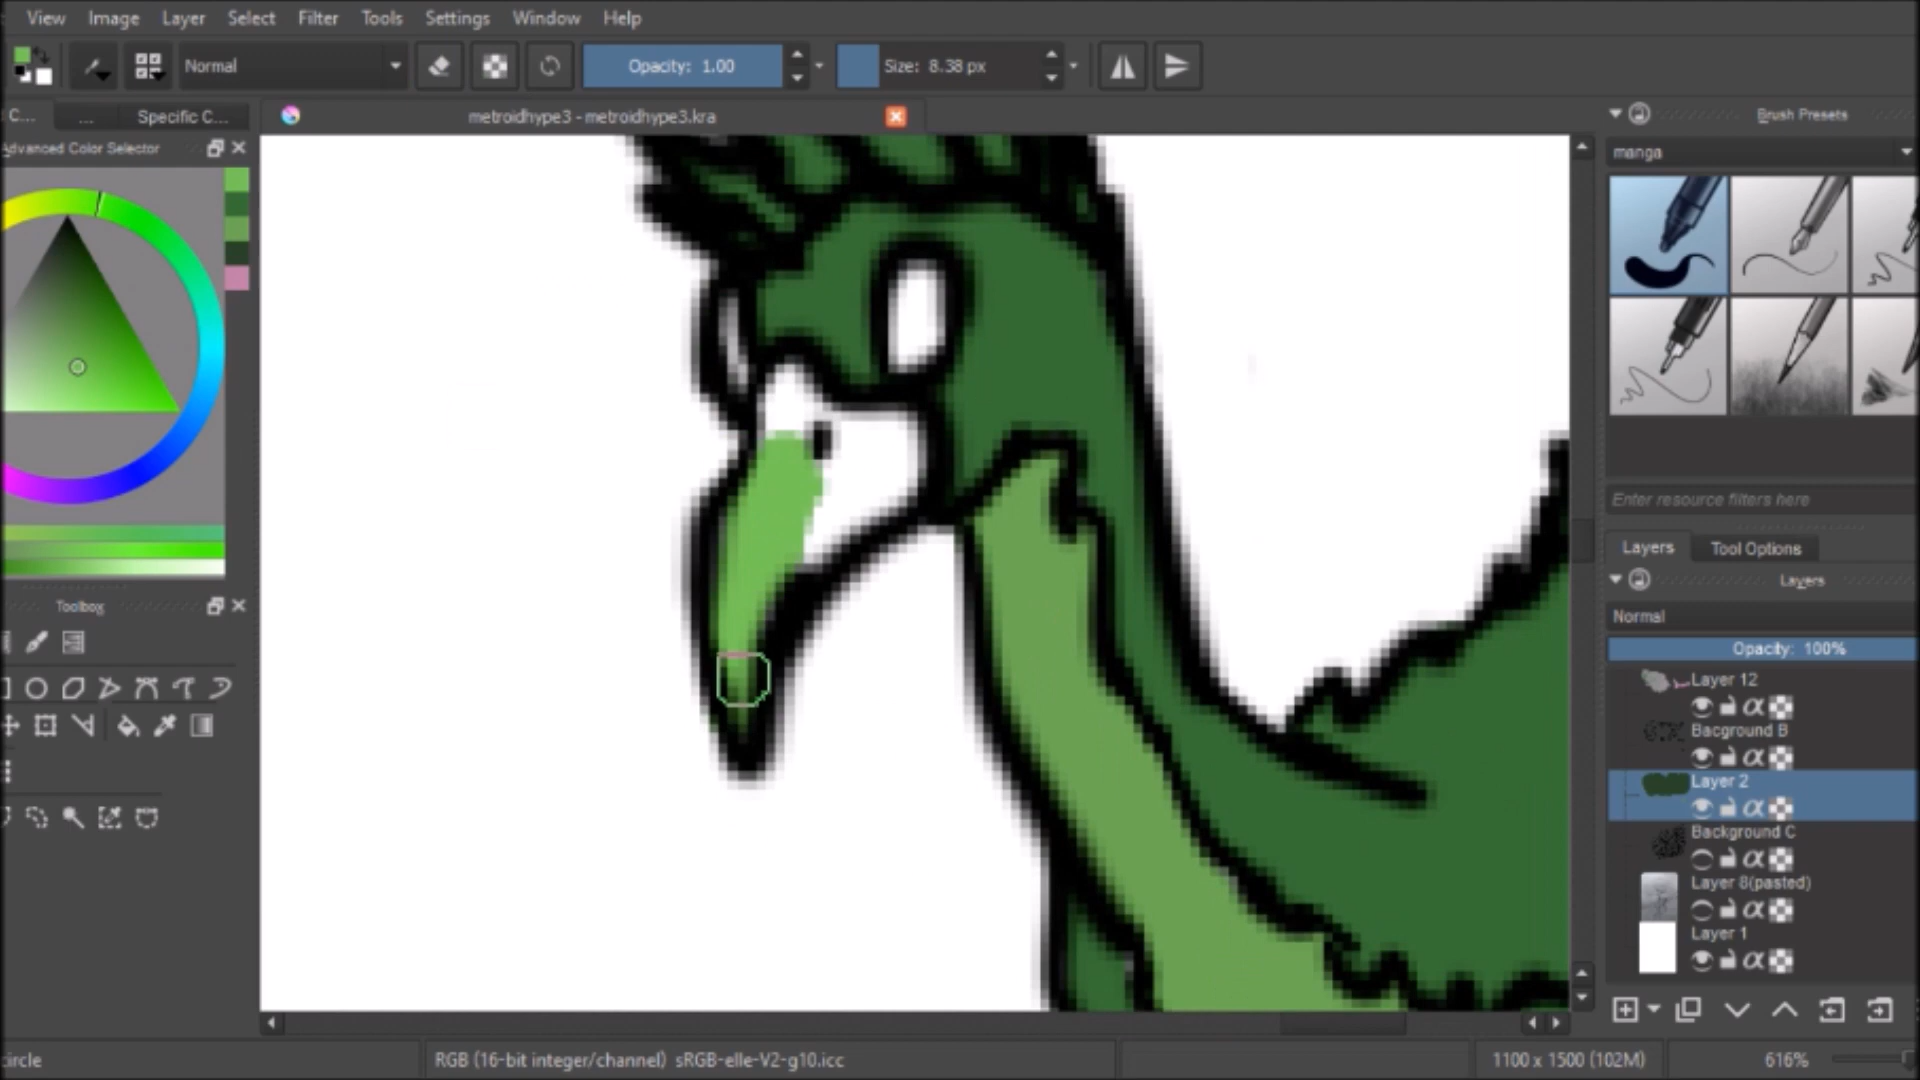 View Image Layer Select Filter Tools Settings Window Help
Normal Opacity: 1.00 Size: 8.38 px
C... ... Specific C... metroidhype3 - metroidhype3.kra
Brush Presets
Advanced Color Selector
manga
Enter resource filters here
Layers Tool Options
Layers
Toolbox
Normal
Opacity: 100%
Layer 12
Bacground B
Layer 2
Background C
Layer 8(pasted)
Layer 1
circle RGB (16-bit integer/channel) sRGB-elle-V2-g10.icc 1100 x 1500 (102M) 616%